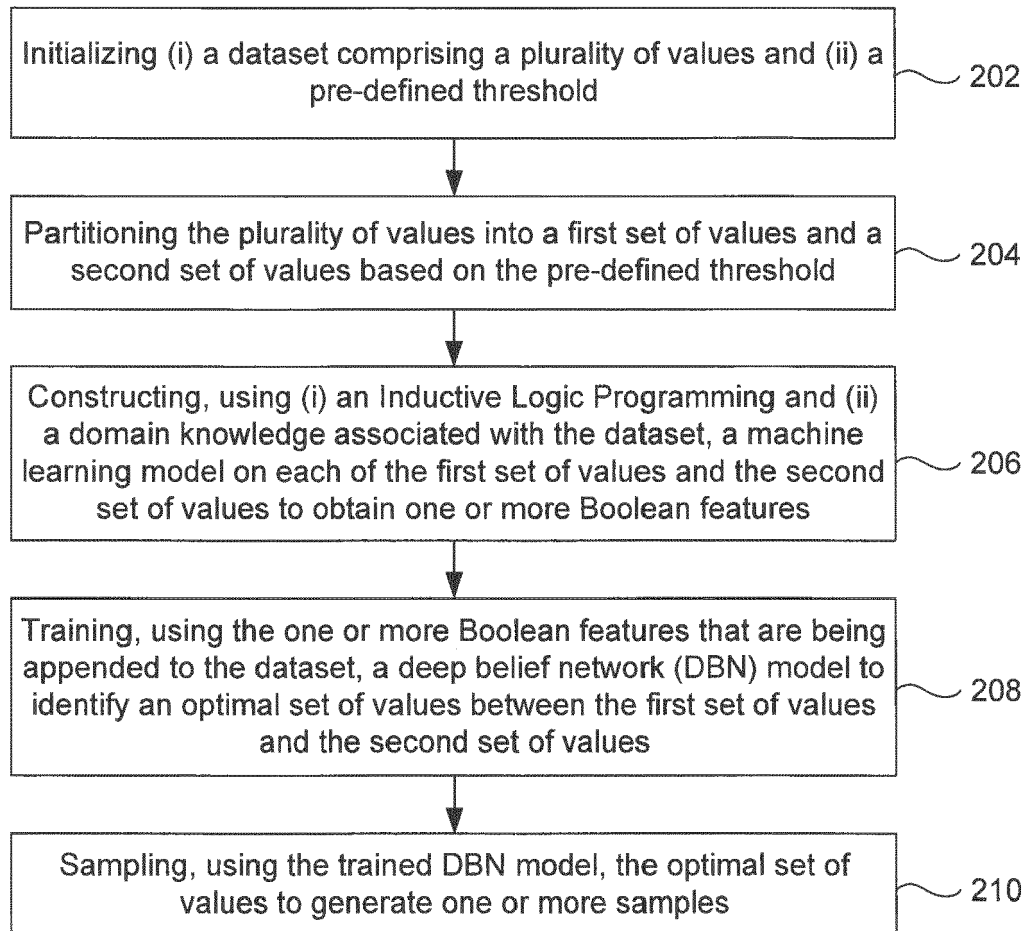 Initializing (i) a dataset comprising a plurality of values and (ii) a
pre-defined threshold
202
Partitioning the plurality of values into a first set of values and a
second set of values based on the pre-defined threshold
204
Constructing, using (i) an Inductive Logic Programming and (ii)
a domain knowledge associated with the dataset, a machine
learning model on each of the first set of values and the second
set of values to obtain one or more Boolean features
206
Training, using the one or more Boolean features that are being
appended to the dataset, a deep belief network (DBN) model to
identify an optimal set of values between the first set of values
and the second set of values
208
Sampling, using the trained DBN model, the optimal set of
values to generate one or more samples
210